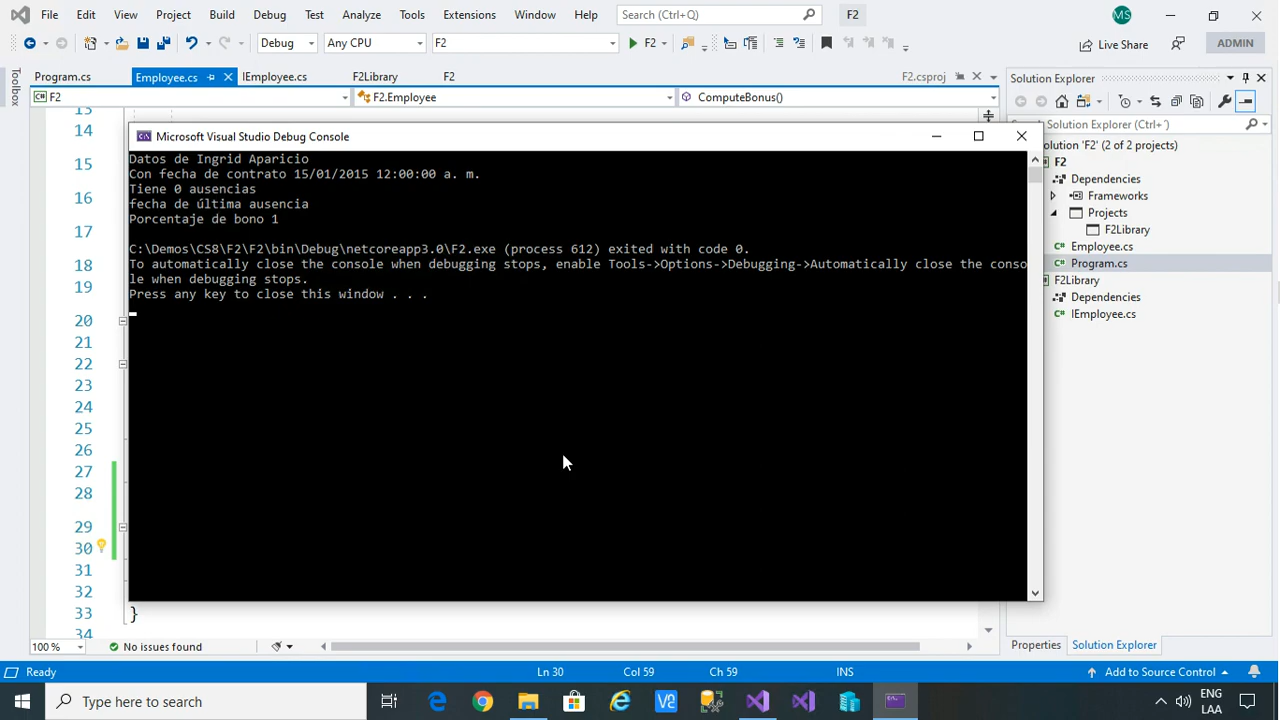 File Edit View Project Build Debug Test Analyze Tools Extensions Window Help Search (Ctrl+Q) F2 MS
Debug Any CPU F2 F2 Live Share ADMIN
Program.cs Employee.cs IEmployee.cs F2Library F2 F2.csproj
F2 F2.Employee ComputeBonus()
Toolbox
13
14
15
16
17
18
19
20
21
22
23
24
25
26
27
28
29
30
31
32
33 }
34
Microsoft Visual Studio Debug Console
Datos de Ingrid Aparicio
Con fecha de contrato 15/01/2015 12:00:00 a. m.
Tiene 0 ausencias
fecha de última ausencia
Porcentaje de bono 1
C:\Demos\CS8\F2\F2\bin\Debug\netcoreapp3.0\F2.exe (process 612) exited with code 0.
To automatically close the console when debugging stops, enable Tools->Options->Debugging->Automatically close the conso
le when debugging stops.
Press any key to close this window . . .
Solution Explorer
Search Solution Explorer (Ctrl+´)
olution 'F2' (2 of 2 projects)
F2
Dependencies
Frameworks
Projects
F2Library
Employee.cs
Program.cs
F2Library
Dependencies
IEmployee.cs
100 % No issues found
Properties Solution Explorer
Ready Ln 30 Col 59 Ch 59 INS Add to Source Control
Type here to search
ENG
LAA